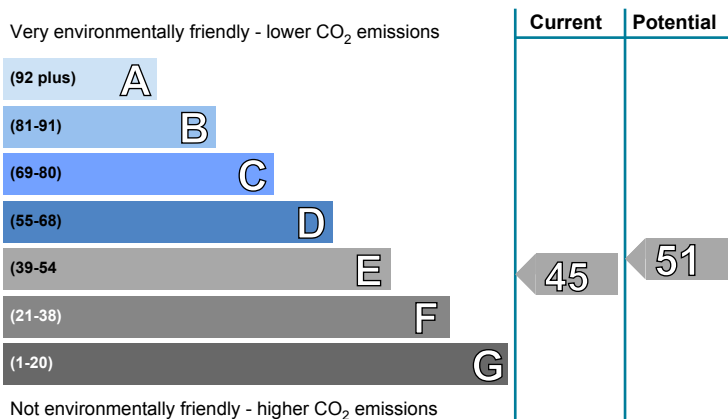 Very environmentally friendly - lower CO2 emissions
Current
Potential
(92 plus) A
(81-91) B
(69-80) C
(55-68) D
(39-54 E
45
51
(21-38) F
(1-20) G
Not environmentally friendly - higher CO2 emissions